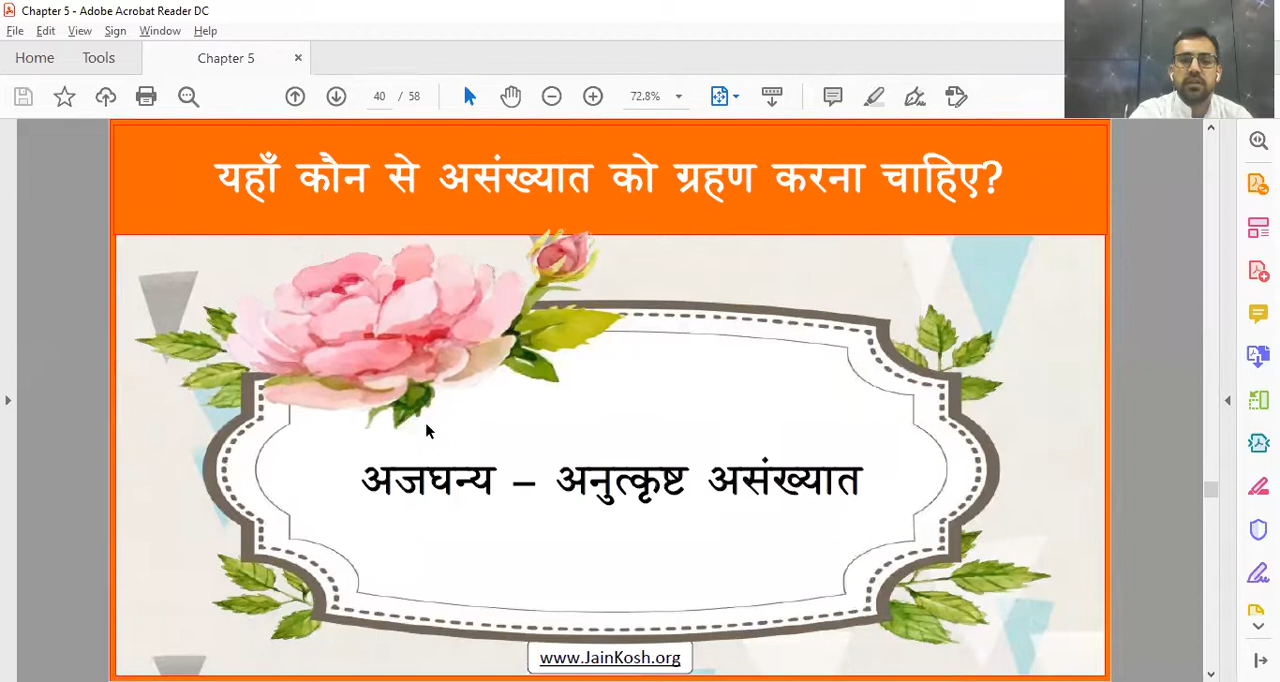 Chapter 5 - Adobe Acrobat Reader DC
File Edit View Sign Window Help
Home Tools Chapter 5 ×
40 / 58 72.8%
यहाँ कौन से असंख्यात को ग्रहण करना चाहिए?
अजघन्य – अनुत्कृष्ट असंख्यात
www.JainKosh.org